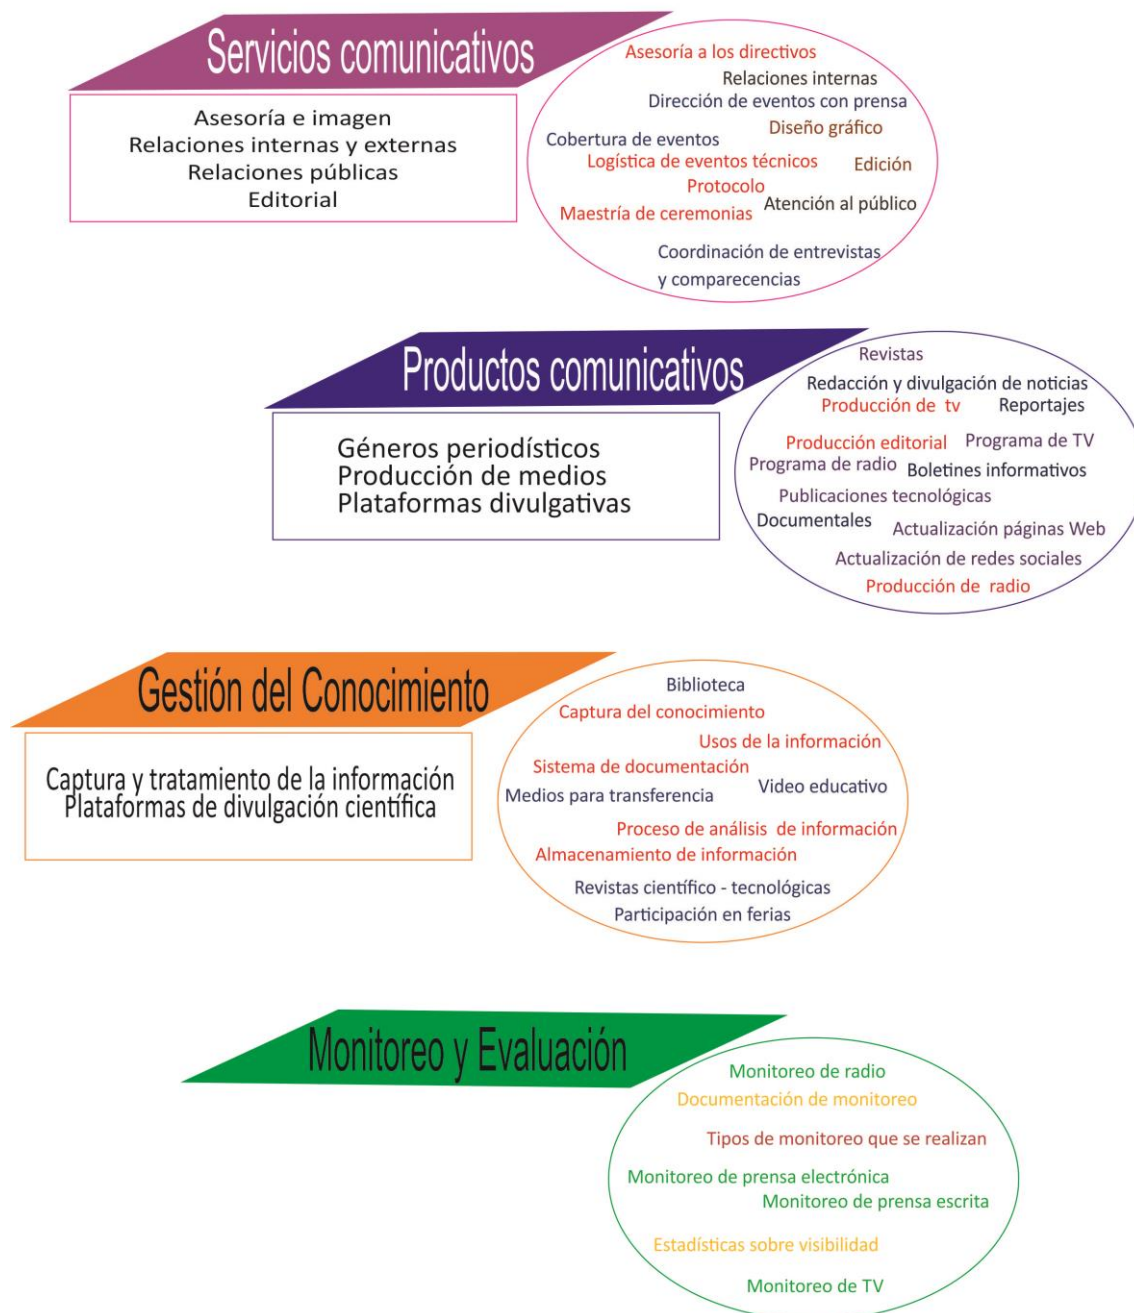 Servicios comunicativos
Asesoría e imagen
Relaciones internas y externas
Relaciones públicas
Editorial
Asesoría a los directivos
Relaciones internas
Dirección de eventos con prensa
Diseño gráfico
Cobertura de eventos
Logística de eventos técnicos
Edición
Protocolo
Atención al público
Maestría de ceremonias
Coordinación de entrevistas
y comparecencias
Productos comunicativos
Géneros periodísticos
Producción de medios
Plataformas divulgativas
Revistas
Redacción y divulgación de noticias
Producción de tv
Reportajes
Producción editorial
Programa de TV
Programa de radio
Boletines informativos
Publicaciones tecnológicas
Documentales
Actualización páginas Web
Actualización de redes sociales
Producción de radio
Gestión del Conocimiento
Captura y tratamiento de la información
Plataformas de divulgación científica
Biblioteca
Captura del conocimiento
Usos de la información
Sistema de documentación
Video educativo
Medios para transferencia
Proceso de análisis de información
Almacenamiento de información
Revistas científico - tecnológicas
Participación en ferias
Monitoreo y Evaluación
Monitoreo de radio
Documentación de monitoreo
Tipos de monitoreo que se realizan
Monitoreo de prensa electrónica
Monitoreo de prensa escrita
Estadísticas sobre visibilidad
Monitoreo de TV